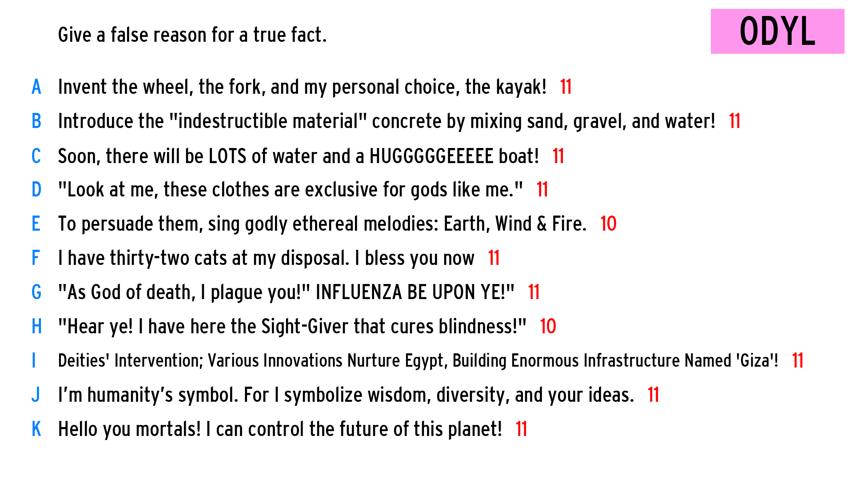 Give a false reason for a true fact.
ODYL
A Invent the wheel, the fork, and my personal choice, the kayak! 11
B Introduce the "indestructible material" concrete by mixing sand, gravel, and water! 11
C Soon, there will be LOTS of water and a HUGGGGGEEEEE boat! 11
D "Look at me, these clothes are exclusive for gods like me." 11
E To persuade them, sing godly ethereal melodies: Earth, Wind & Fire. 10
F I have thirty-two cats at my disposal. I bless you now 11
G "As God of death, I plague you!" INFLUENZA BE UPON YE!" 11
H "Hear ye! I have here the Sight-Giver that cures blindness!" 10
I Deities' Intervention; Various Innovations Nurture Egypt, Building Enormous Infrastructure Named 'Giza'! 11
J I'm humanity's symbol. For I symbolize wisdom, diversity, and your ideas. 11
K Hello you mortals! I can control the future of this planet! 11